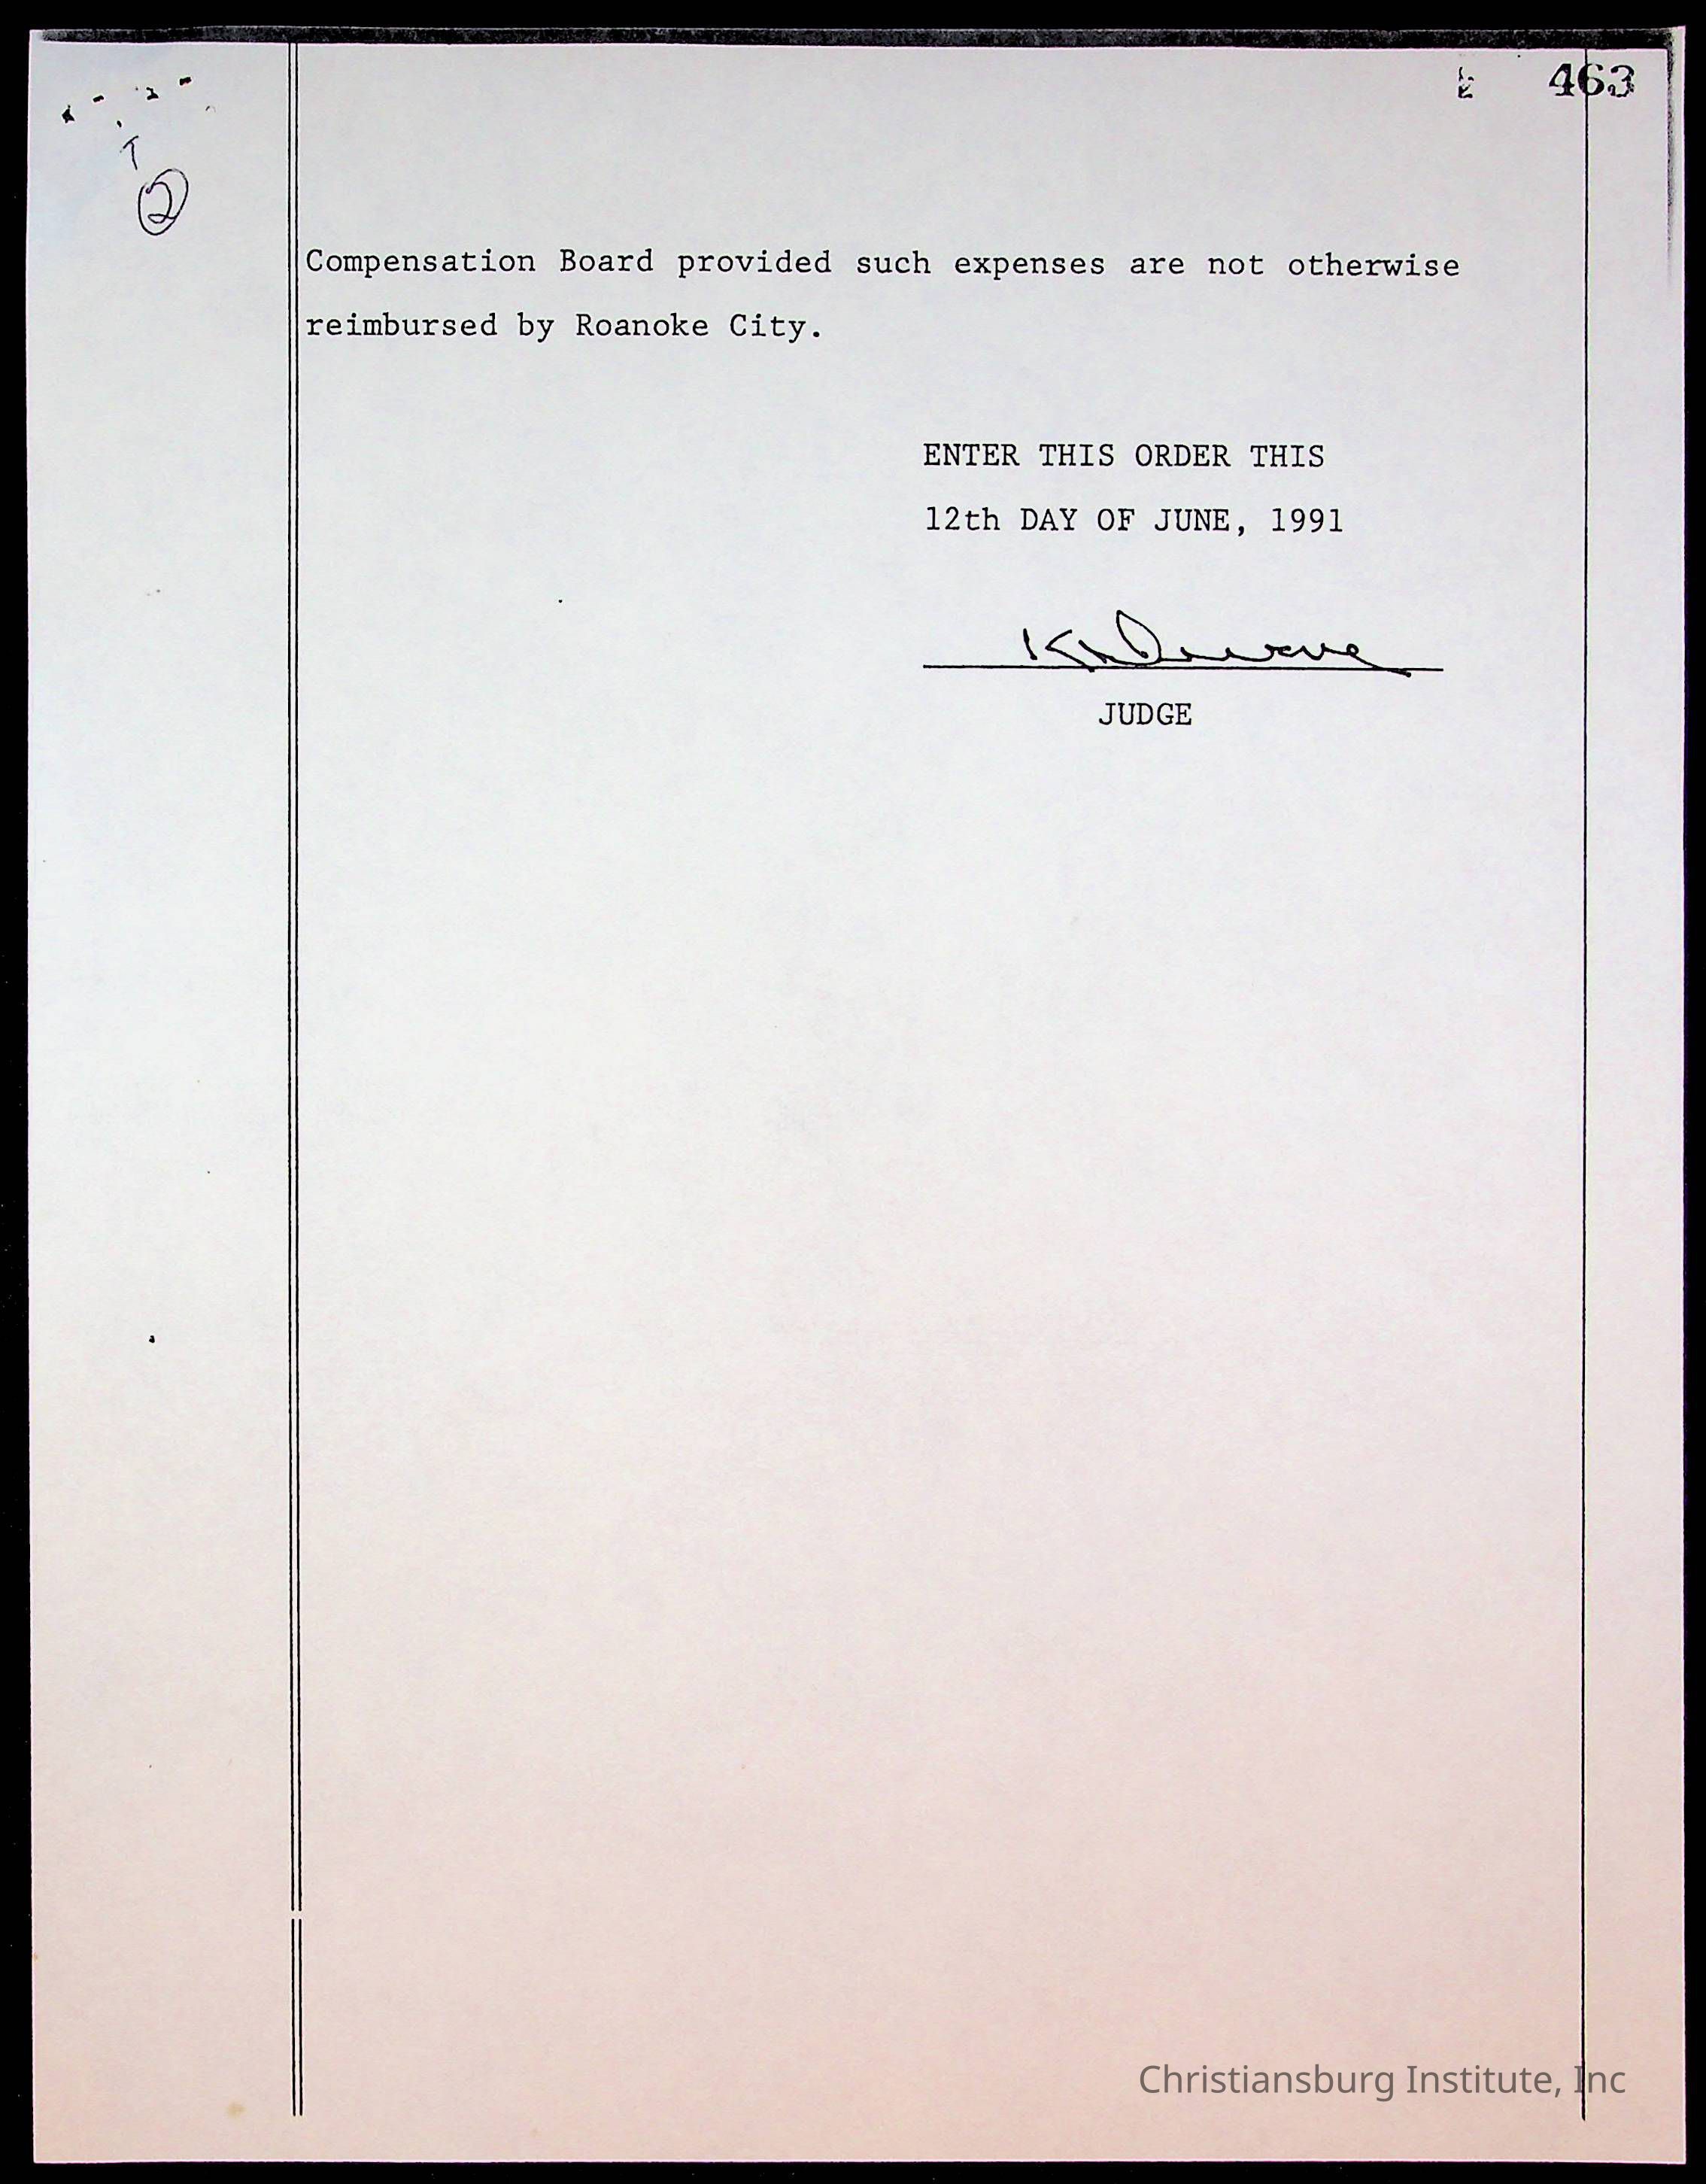 463
2
Compensation Board provided such expenses are not otherwise
reimbursed by Roanoke City.
ENTER THIS ORDER THIS
12th DAY OF JUNE, 1991
JUDGE
Christiansburg Institute, Inc